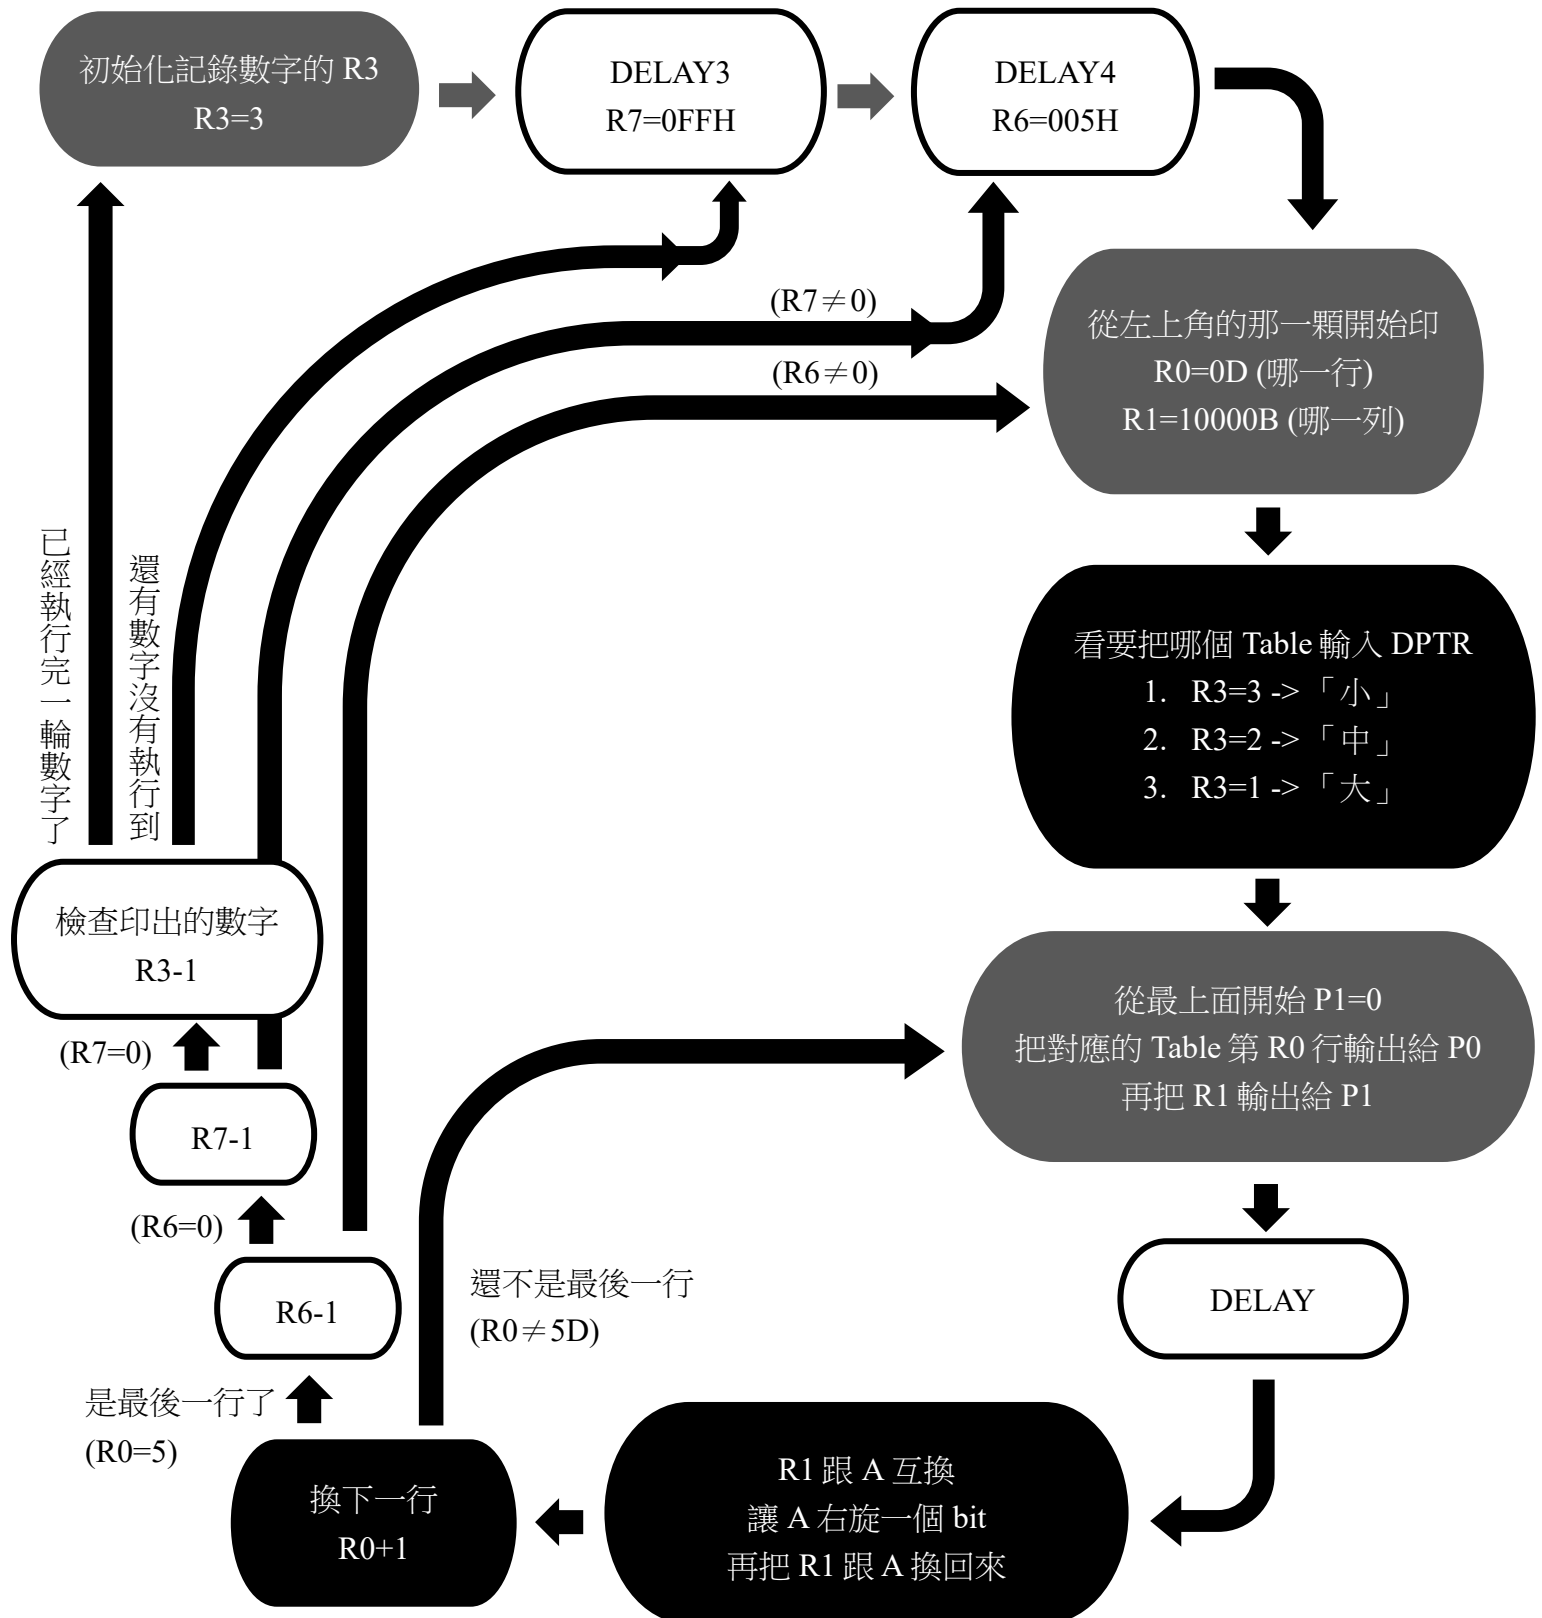 初始化記錄數字的 R3
R3=3
DELAY3
R7=0FFH
DELAY4
R6=005H
(R7≠0)
(R6≠0)
從左上角的那一顆開始印
R0=0D (哪一行)
R1=10000B (哪一列)
已經執行完一輪數字了
還有數字沒有執行到
看要把哪個 Table 輸入 DPTR
1. R3=3 -> 「小」
2. R3=2 -> 「中」
3. R3=1 -> 「大」
檢查印出的數字
R3-1
從最上面開始 P1=0
把對應的 Table 第 R0 行輸出給 P0
再把 R1 輸出給 P1
(R7=0)
R7-1
(R6=0)
R6-1
還不是最後一行
(R0≠5D)
DELAY
是最後一行了
(R0=5)
換下一行
R0+1
R1 跟 A 互換
讓 A 右旋一個 bit
再把 R1 跟 A 換回來